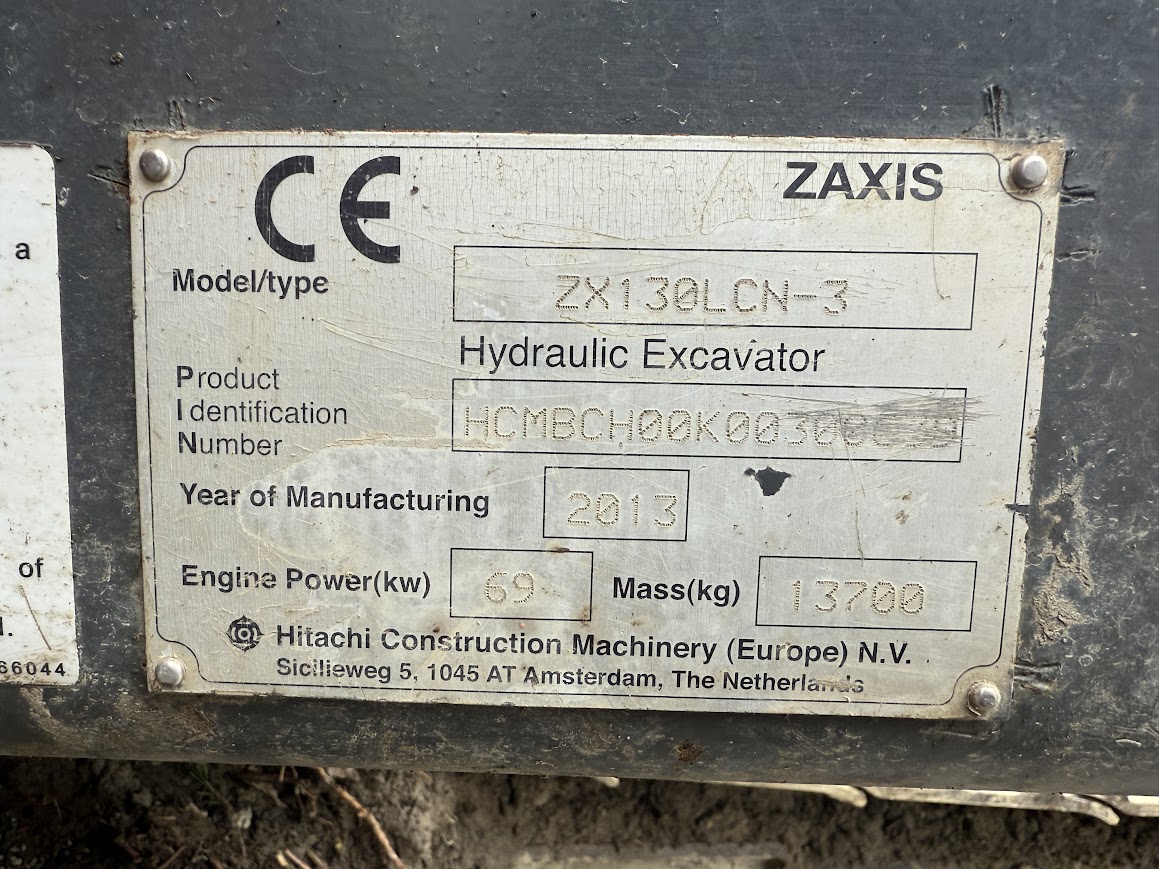 a
of
1.
66044
CE
ZAXIS
Model/type
ZX130LCN-3
Hydraulic Excavator
Product
Identification
Number
Year of Manufacturing
2013
Engine Power(kw)
69
Mass(kg)
13700
Hitachi Construction Machinery (Europe) N.V.
Sicilieweg 5, 1045 AT Amsterdam, The Netherlands